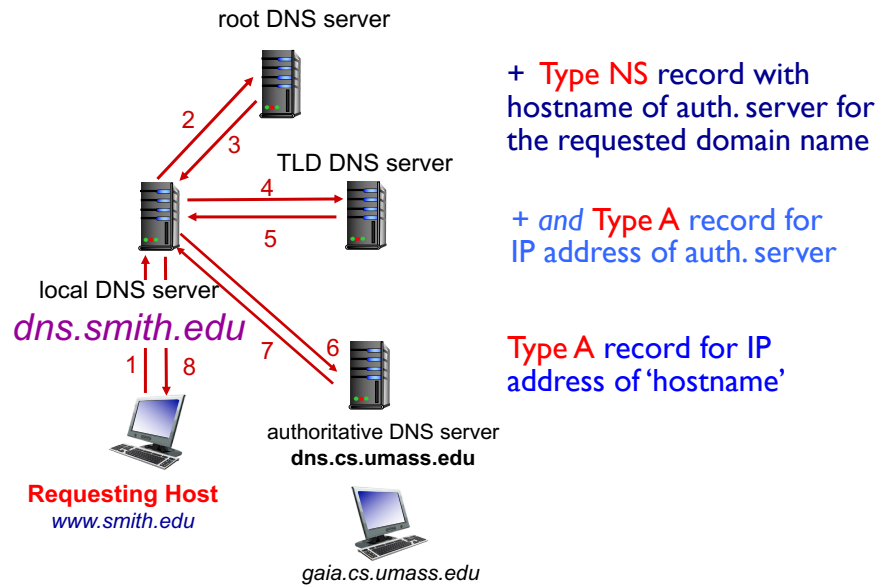 root DNS server
+ Type NS record with
hostname of auth. server for
the requested domain name
2
3
TLD DNS server
4
5
+ and Type A record for
IP address of auth. server
local DNS server
dns.smith.edu
1
8
7
6
Type A record for IP
address of ‘hostname’
authoritative DNS server
dns.cs.umass.edu
Requesting Host
www.smith.edu
gaia.cs.umass.edu